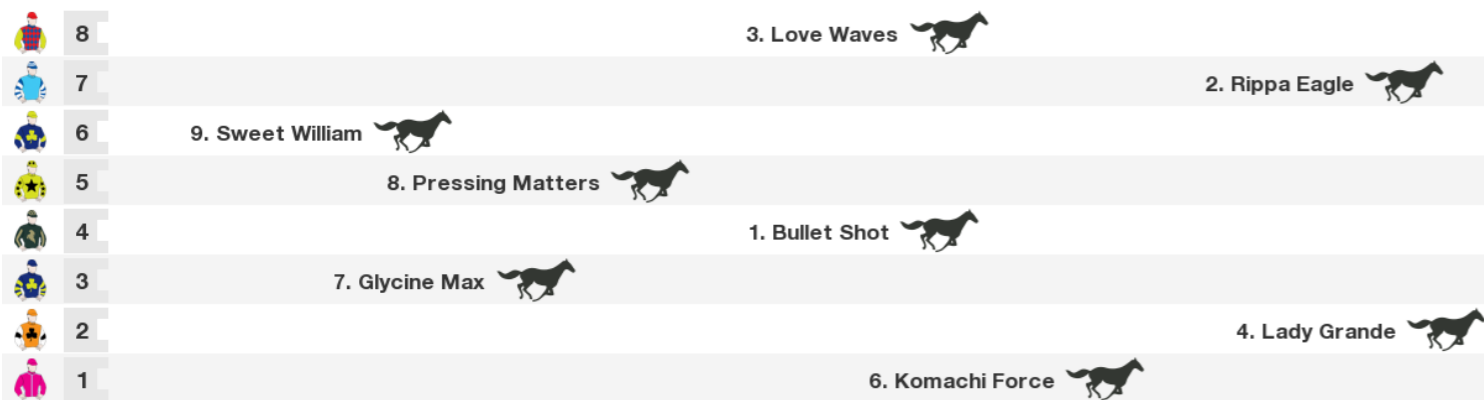 8 3. Love Waves
7 2. Rippa Eagle
6 9. Sweet William
5 8. Pressing Matters
4 1. Bullet Shot
3 7. Glycine Max
2 4. Lady Grande
1 6. Komachi Force